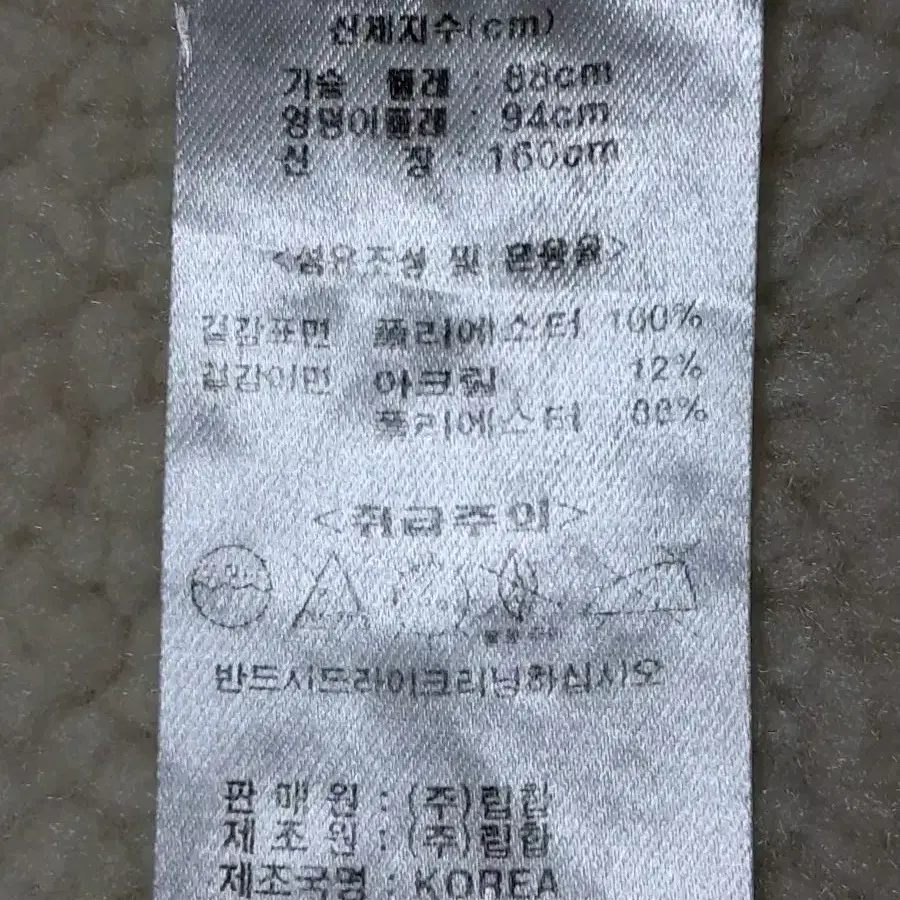 신체지수(cm)
가슴 둘레 : 88cm
엉덩이둘레 : 94cm
신 장 : 160cm
<섬유조성 및 혼용율>
겉감표면 폴리에스터 100%
겉감이면 아크릴 12%
폴리에스터 88%
<취급주의>
반드시드라이크리닝하십시오
판 매 원 : (주)림합
제 조 원 : (주)림합
제조국명 : KOREA